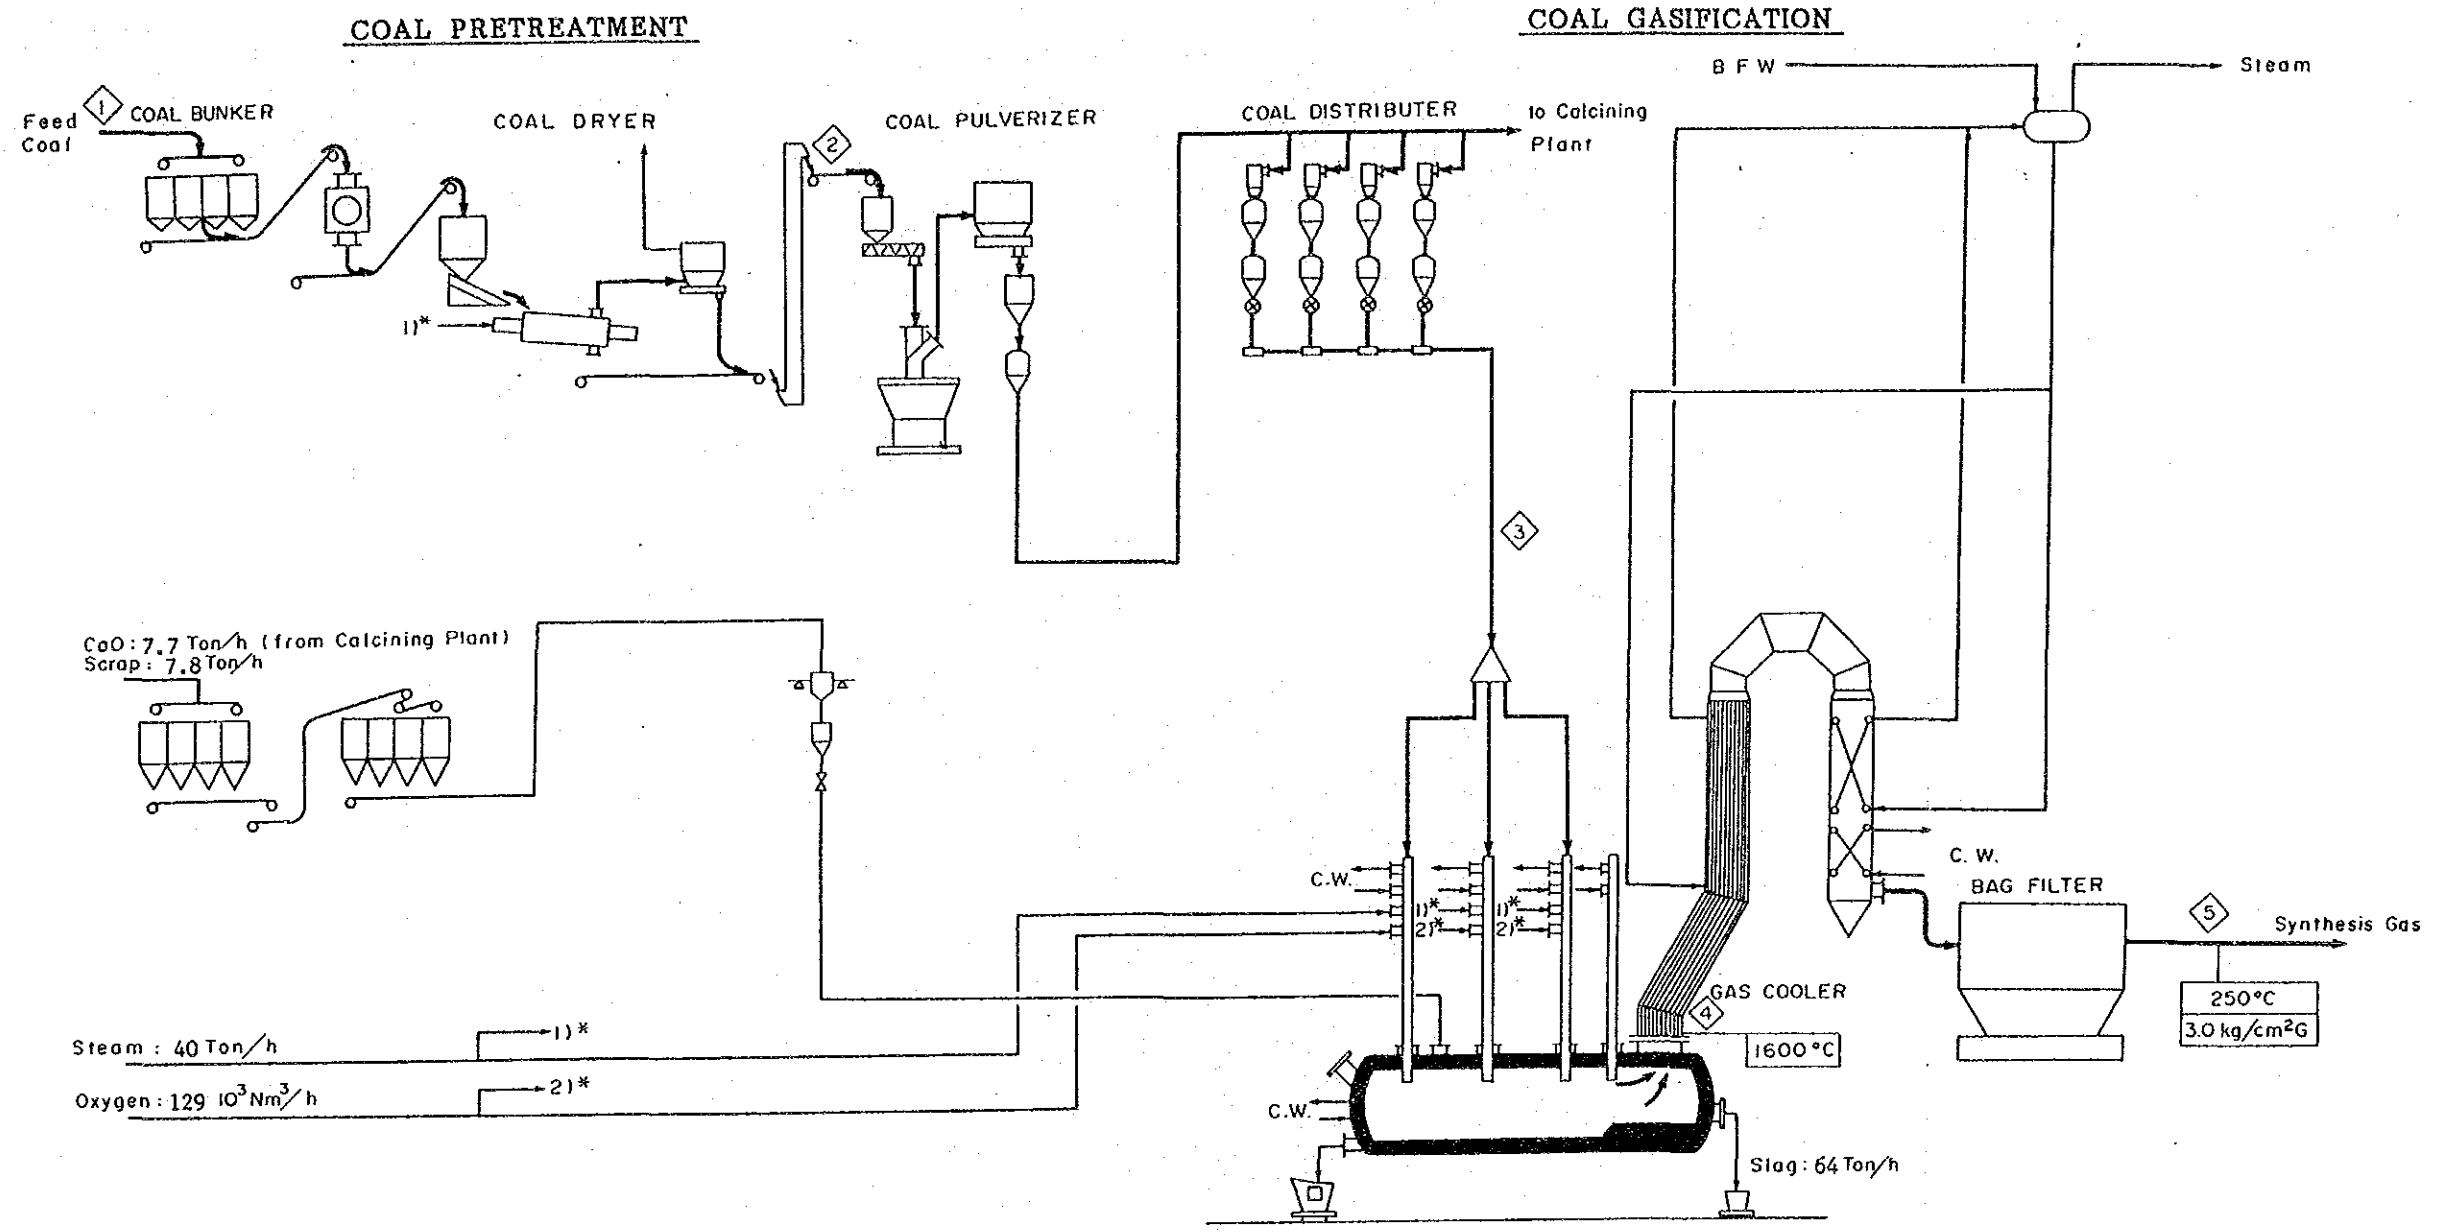 COAL PRETREATMENT
COAL GASIFICATION
B F W
Steam
1
COAL BUNKER
Feed
Coal
COAL DRYER
2
COAL PULVERIZER
COAL DISTRIBUTER
to Calcining
Plant
1)*
3
CaO : 7.7 Ton/h (from Calcining Plant)
Scrap : 7.8 Ton/h
C.W.
C. W.
BAG FILTER
1)*
1)*
2)*
2)*
5
Synthesis Gas
GAS COOLER
4
250°C
3.0 kg/cm²G
1600°C
Steam : 40 Ton/h
1)*
Oxygen : 129 10³Nm³/h
2)*
C.W.
Slag : 64 Ton/h